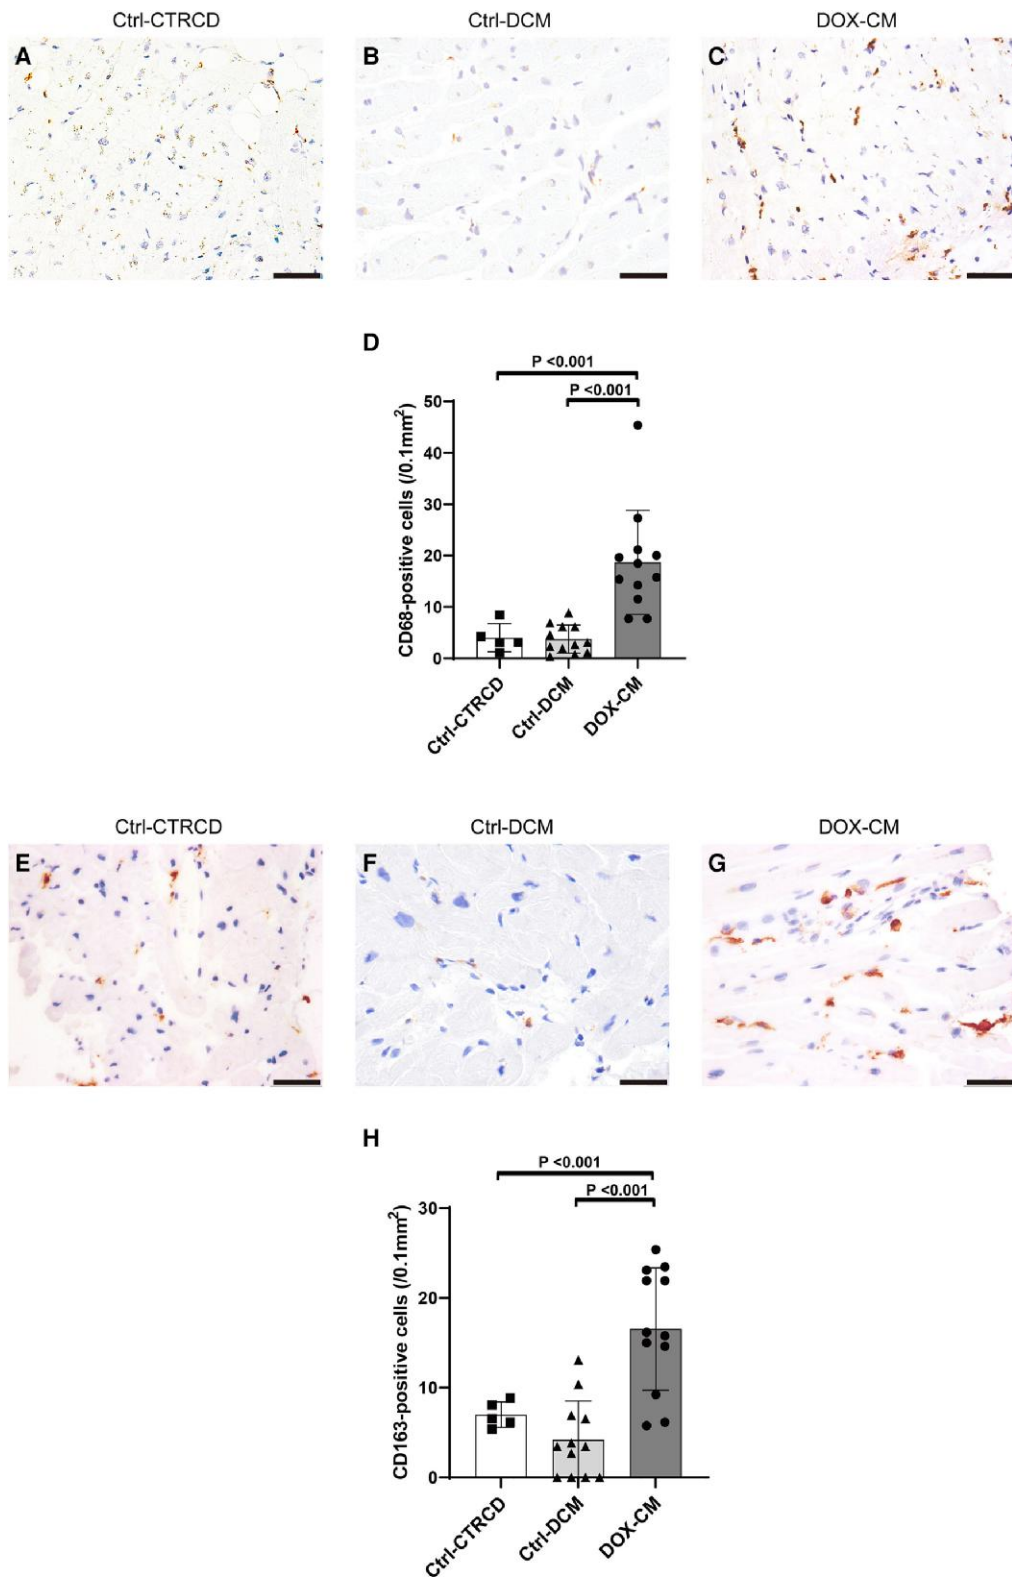 Ctrl-CTRCD
Ctrl-DCM
DOX-CM
A
B
C
D
P <0.001
P <0.001
CD68-positive cells (/0.1mm²)
50
40
30
20
10
0
Ctrl-CTRCD
Ctrl-DCM
DOX-CM
Ctrl-CTRCD
Ctrl-DCM
DOX-CM
E
F
G
H
P <0.001
P <0.001
CD163-positive cells (/0.1mm²)
30
20
10
0
Ctrl-CTRCD
Ctrl-DCM
DOX-CM